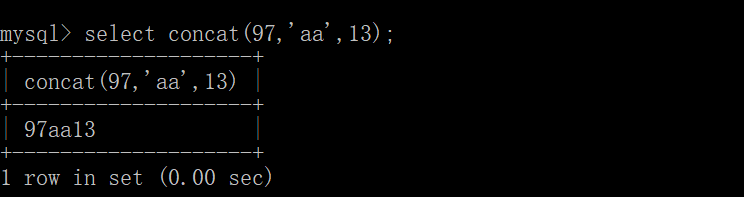 mysql> select concat(97,'aa',13);
+--------------------+
| concat(97,'aa',13) |
+--------------------+
| 97aa13             |
+--------------------+
1 row in set (0.00 sec)